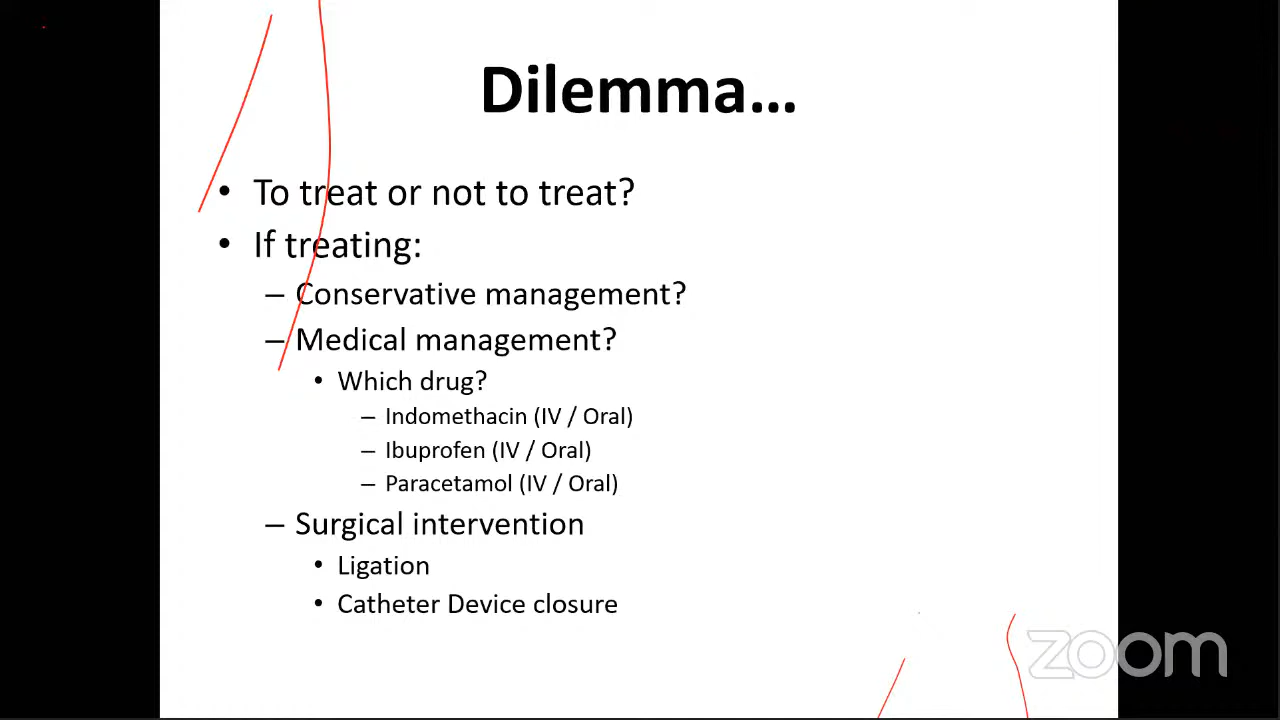 Dilemma...
• To treat or not to treat?
• If treating:
– Conservative management?
– Medical management?
• Which drug?
– Indomethacin (IV / Oral)
– Ibuprofen (IV / Oral)
– Paracetamol (IV / Oral)
– Surgical intervention
• Ligation
• Catheter Device closure
zoom